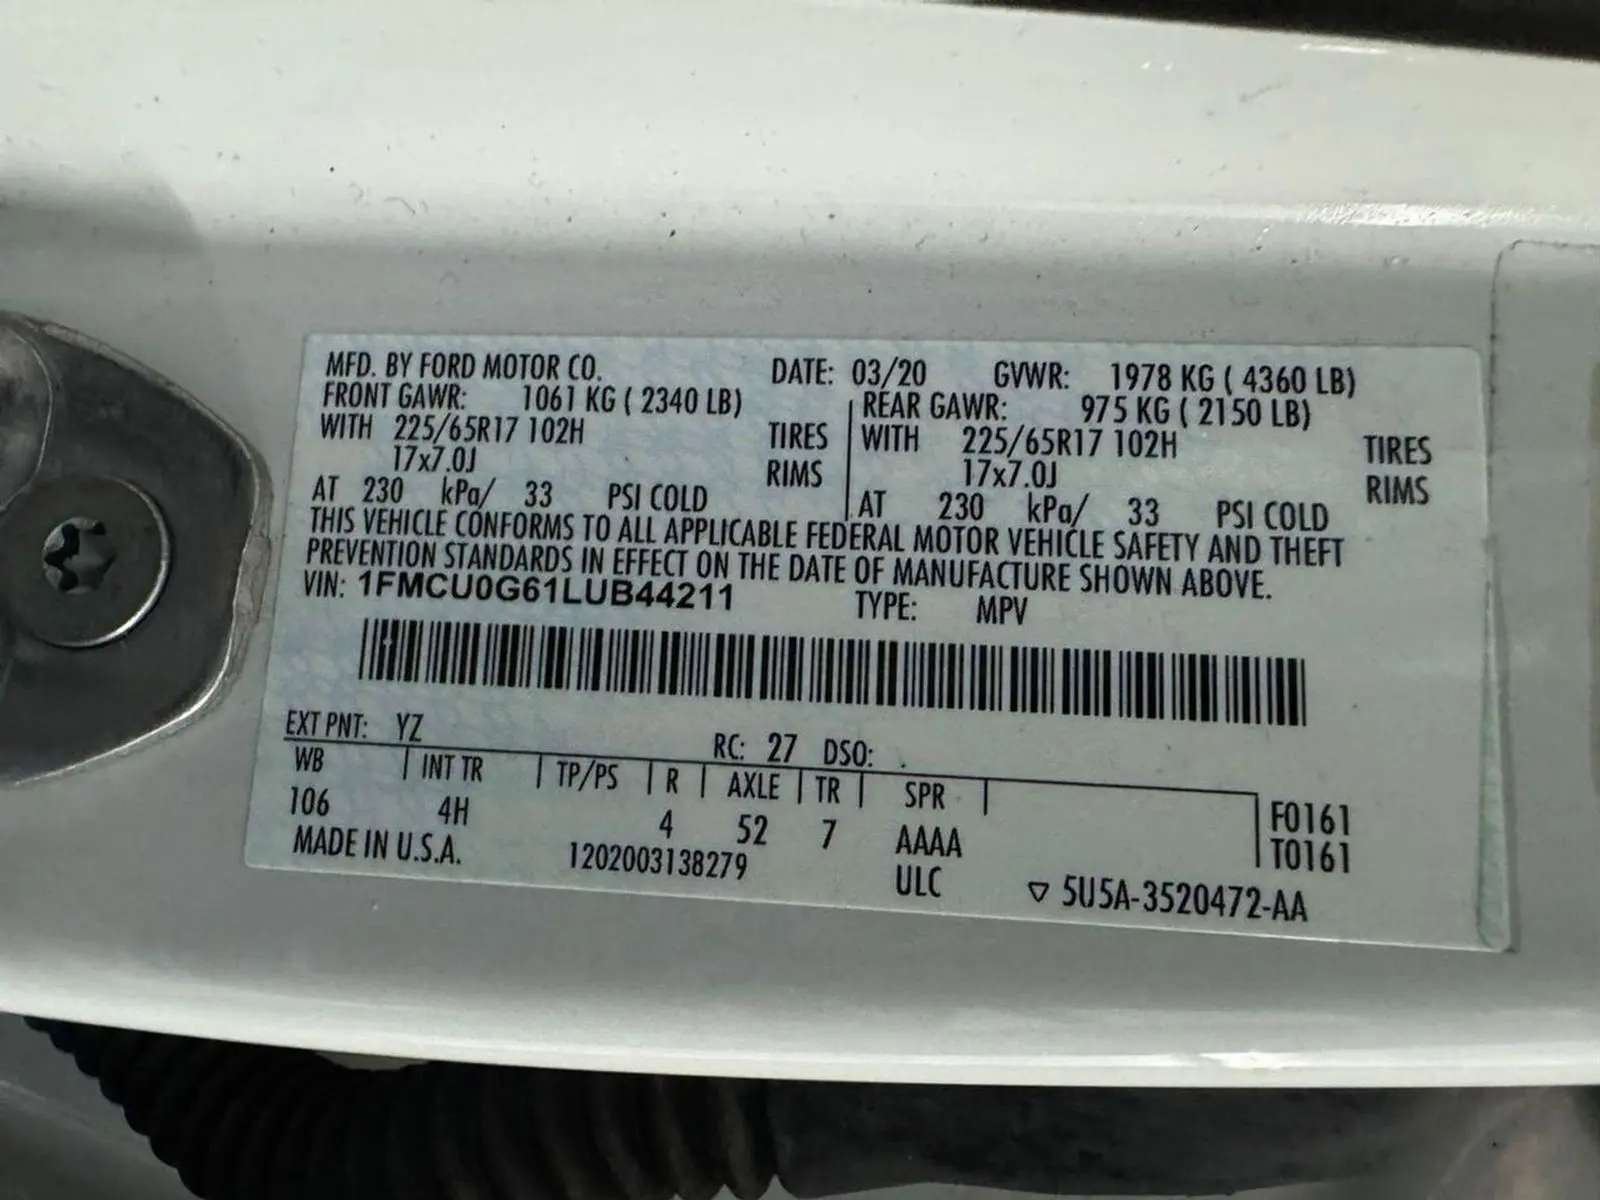 MFD. BY FORD MOTOR CO. DATE: 03/20 GVWR: 1978 KG ( 4360 LB)
FRONT GAWR: 1061 KG ( 2340 LB) REAR GAWR: 975 KG ( 2150 LB)
WITH 225/65R17 102H TIRES WITH 225/65R17 102H TIRES
17x7.0J RIMS 17x7.0J RIMS
AT 230 kPa/ 33 PSI COLD AT 230 kPa/ 33 PSI COLD
THIS VEHICLE CONFORMS TO ALL APPLICABLE FEDERAL MOTOR VEHICLE SAFETY AND THEFT
PREVENTION STANDARDS IN EFFECT ON THE DATE OF MANUFACTURE SHOWN ABOVE.
VIN: 1FMCU0G61LUB44211 TYPE: MPV
EXT PNT: YZ RC: 27 DSO:
WB INT TR TP/PS R AXLE TR SPR
106 4H 4 52 7 AAAA F0161
T0161
MADE IN U.S.A. 1202003138279 ULC ▽ 5U5A-3520472-AA